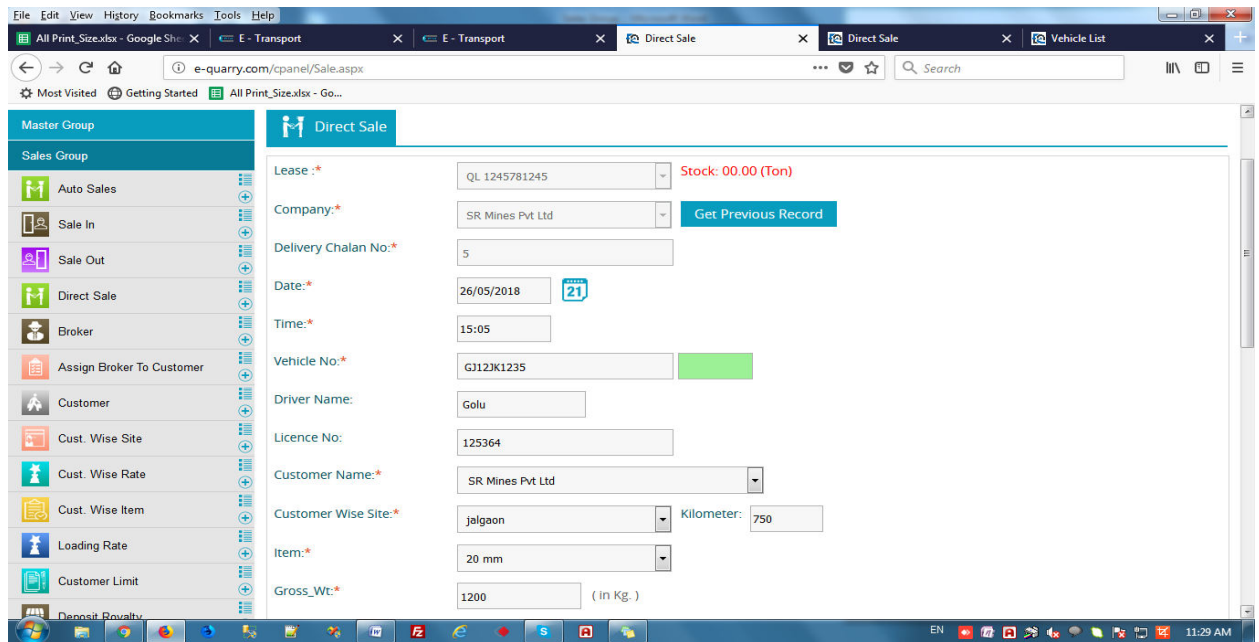 File Edit View History Bookmarks Tools Help
All Print_Size.xlsx - Google She
E - Transport
E - Transport
Direct Sale
Direct Sale
Vehicle List
e-quarry.com/cpanel/Sale.aspx
Search
Most Visited Getting Started All Print_Size.xlsx - Go...
Master Group
Sales Group
Auto Sales
Sale In
Sale Out
Direct Sale
Broker
Assign Broker To Customer
Customer
Cust. Wise Site
Cust. Wise Rate
Cust. Wise Item
Loading Rate
Customer Limit
Deposit Royalty
Direct Sale
Lease :* QL 1245781245 Stock: 00.00 (Ton)
Company:* SR Mines Pvt Ltd Get Previous Record
Delivery Chalan No:* 5
Date:* 26/05/2018 21
Time:* 15:05
Vehicle No:* GJ12JK1235
Driver Name: Golu
Licence No: 125364
Customer Name:* SR Mines Pvt Ltd
Customer Wise Site:* jalgaon Kilometer: 750
Item:* 20 mm
Gross_Wt:* 1200 ( in Kg. )
EN 11:29 AM